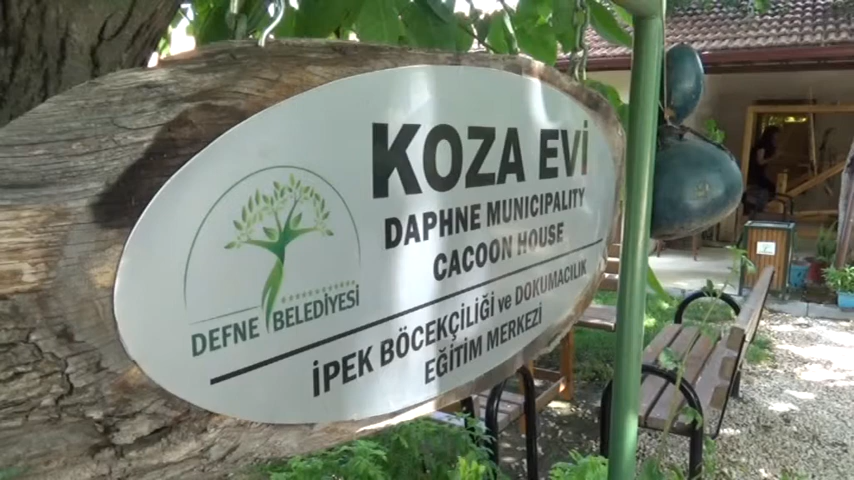 KOZA EVİ
DAPHNE MUNICIPALITY
CACOON HOUSE
DEFNE BELEDİYESİ
İPEK BÖCEKÇİLİĞİ ve DOKUMACILIK
EĞİTİM MERKEZİ